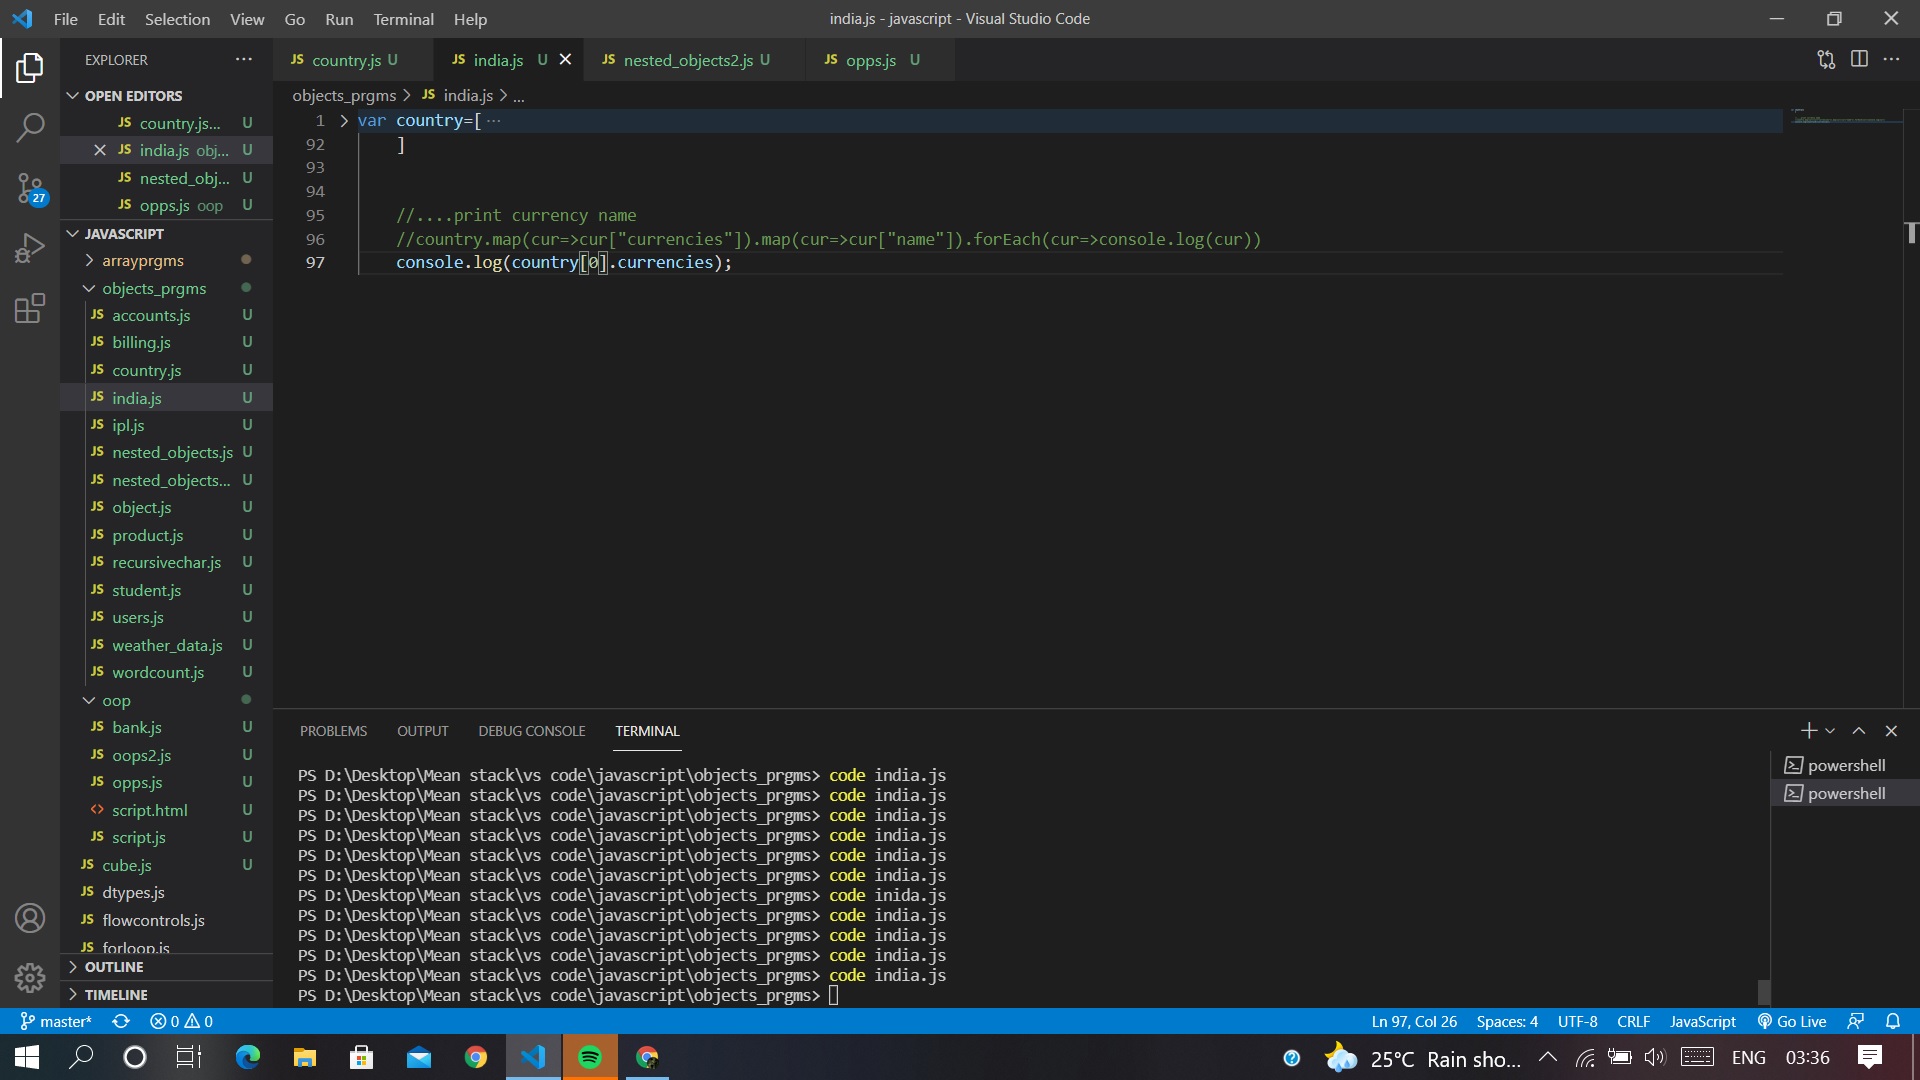 File Edit Selection View Go Run Terminal Help
india.js - javascript - Visual Studio Code
EXPLORER
JS country.js U
JS india.js U
JS nested_objects2.js U
JS opps.js U
objects_prgms > JS india.js > ...
OPEN EDITORS
JS country.js... U
JS india.js obj... U
JS nested_obj... U
JS opps.js oop U
27
JAVASCRIPT
arrayprgms
objects_prgms
JS accounts.js U
JS billing.js U
JS country.js U
JS india.js U
JS ipl.js U
JS nested_objects.js U
JS nested_objects... U
JS object.js U
JS product.js U
JS recursivechar.js U
JS student.js U
JS users.js U
JS weather_data.js U
JS wordcount.js U
oop
JS bank.js U
JS oops2.js U
JS opps.js U
<> script.html U
JS script.js U
JS cube.js U
JS dtypes.js
JS flowcontrols.js
JS forloop.js
OUTLINE
TIMELINE
1 var country=[ ...
92 ]
93
94
95 //....print currency name
96 //country.map(cur=>cur["currencies"]).map(cur=>cur["name"]).forEach(cur=>console.log(cur))
97 console.log(country[0].currencies);
PROBLEMS OUTPUT DEBUG CONSOLE TERMINAL
PS D:\Desktop\Mean stack\vs code\javascript\objects_prgms> code india.js
PS D:\Desktop\Mean stack\vs code\javascript\objects_prgms> code india.js
PS D:\Desktop\Mean stack\vs code\javascript\objects_prgms> code india.js
PS D:\Desktop\Mean stack\vs code\javascript\objects_prgms> code india.js
PS D:\Desktop\Mean stack\vs code\javascript\objects_prgms> code india.js
PS D:\Desktop\Mean stack\vs code\javascript\objects_prgms> code india.js
PS D:\Desktop\Mean stack\vs code\javascript\objects_prgms> code inida.js
PS D:\Desktop\Mean stack\vs code\javascript\objects_prgms> code india.js
PS D:\Desktop\Mean stack\vs code\javascript\objects_prgms> code india.js
PS D:\Desktop\Mean stack\vs code\javascript\objects_prgms> code india.js
PS D:\Desktop\Mean stack\vs code\javascript\objects_prgms> code india.js
PS D:\Desktop\Mean stack\vs code\javascript\objects_prgms>
powershell
powershell
master* 0 0
Ln 97, Col 26 Spaces: 4 UTF-8 CRLF JavaScript Go Live
25°C Rain sho... ENG 03:36